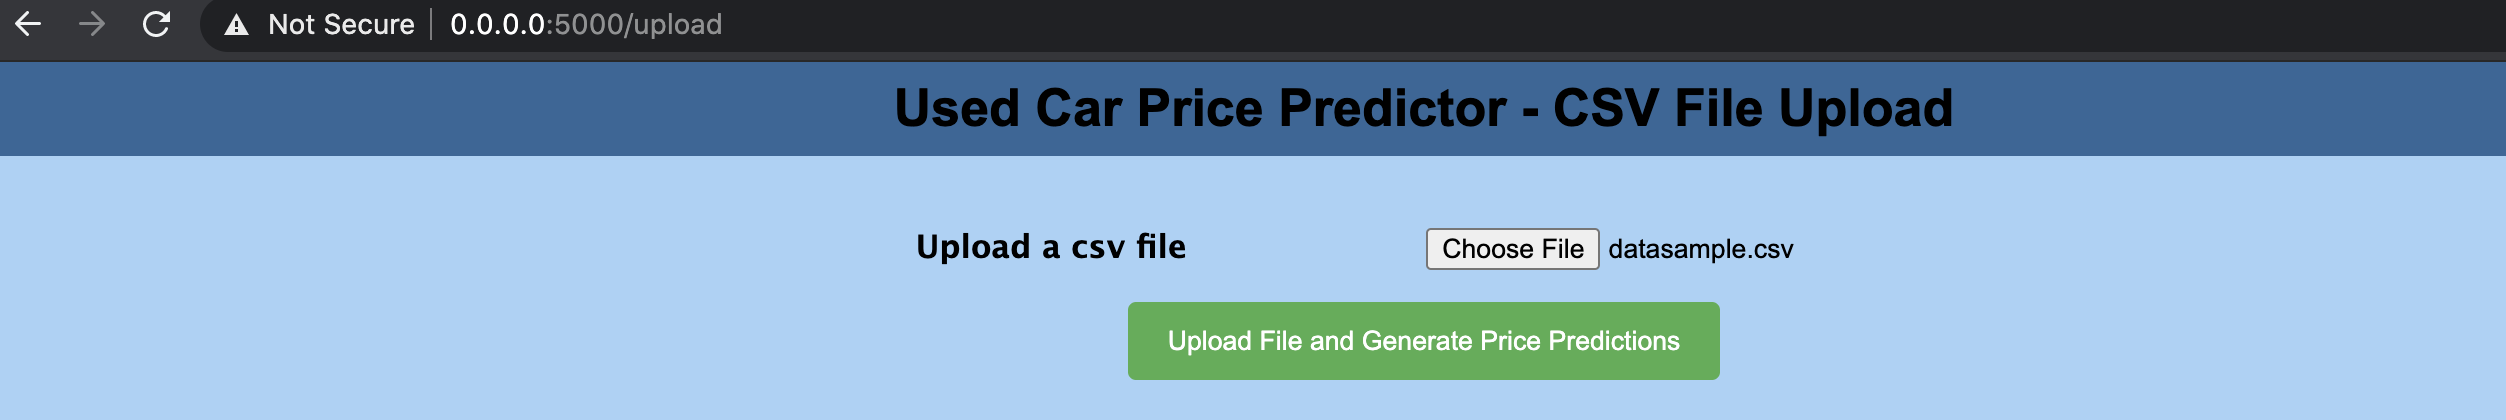 Not Secure 0.0.0.0:5000/upload
Used Car Price Predictor - CSV File Upload
Upload a csv file Choose File datasample.csv
Upload File and Generate Price Predictions